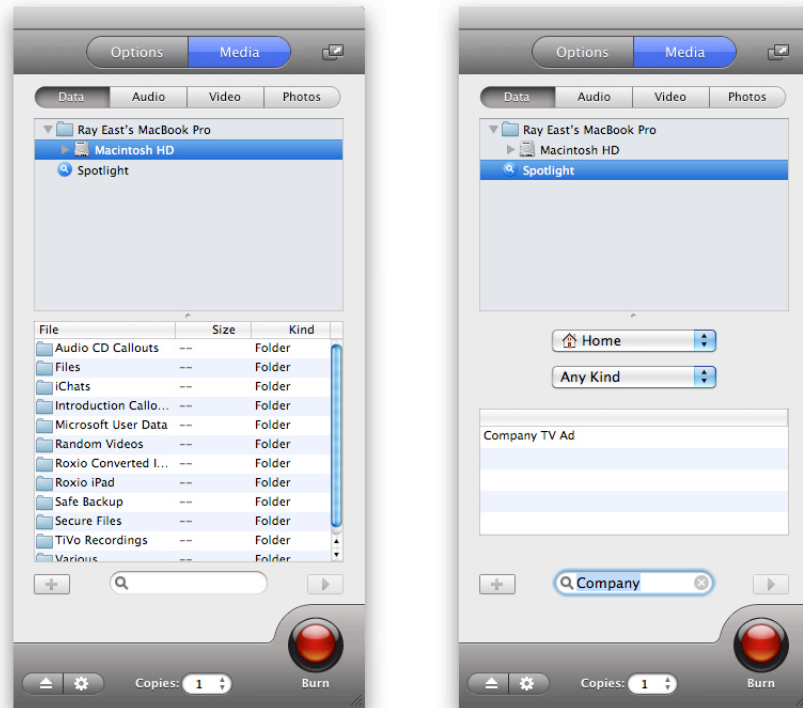 Options Media
Data Audio Video Photos
Ray East's MacBook Pro
Macintosh HD
Spotlight
File Size Kind
Audio CD Callouts -- Folder
Files -- Folder
iChats -- Folder
Introduction Callo... -- Folder
Microsoft User Data -- Folder
Random Videos -- Folder
Roxio Converted I... -- Folder
Roxio iPad -- Folder
Safe Backup -- Folder
Secure Files -- Folder
TiVo Recordings -- Folder
Various -- Folder
Copies: 1 Burn
Options Media
Data Audio Video Photos
Ray East's MacBook Pro
Macintosh HD
Spotlight
Home
Any Kind
Company TV Ad
Company
Copies: 1 Burn